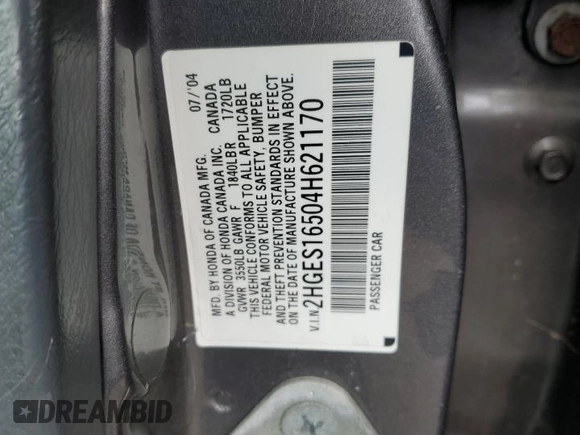 MFD. BY HONDA OF CANADA MFG. 07/'04
A DIVISION OF HONDA CANADA INC. CANADA
GVWR 3550LB GAWR F 1840LB R 1720LB
THIS VEHICLE CONFORMS TO ALL APPLICABLE
FEDERAL MOTOR VEHICLE SAFETY, BUMPER
AND THEFT PREVENTION STANDARDS IN EFFECT
ON THE DATE OF MANUFACTURE SHOWN ABOVE.
V.I.N 2HGES16504H621170
PASSENGER CAR
DREAMBID